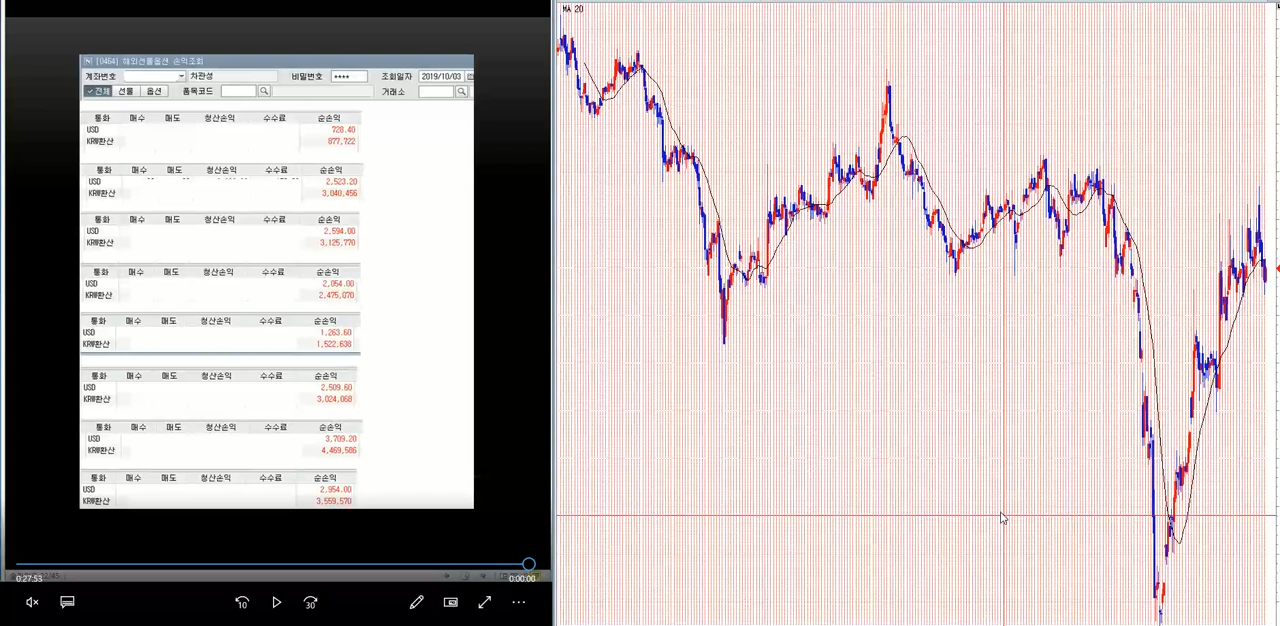 [0464] 해외선물옵션 손익조회
계좌번호 차관성 비밀번호 **** 조회일자 2019/10/03
전체 선물 옵션 품목코드 거래소
통화 매수 매도 청산손익 수수료 순손익
USD 728.40
KRW환산 877,722
통화 매수 매도 청산손익 수수료 순손익
USD 2,523.20
KRW환산 3,040,456
통화 매수 매도 청산손익 수수료 순손익
USD 2,594.00
KRW환산 3,125,770
통화 매수 매도 청산손익 수수료 순손익
USD 2,054.00
KRW환산 2,475,070
통화 매수 매도 청산손익 수수료 순손익
USD 1,263.60
KRW환산 1,522,638
통화 매수 매도 청산손익 수수료 순손익
USD 2,509.60
KRW환산 3,024,068
통화 매수 매도 청산손익 수수료 순손익
USD 3,709.20
KRW환산 4,469,586
통화 매수 매도 청산손익 수수료 순손익
USD 2,954.00
KRW환산 3,559,570
0:27:53 0:00:00
10 30
MA 20